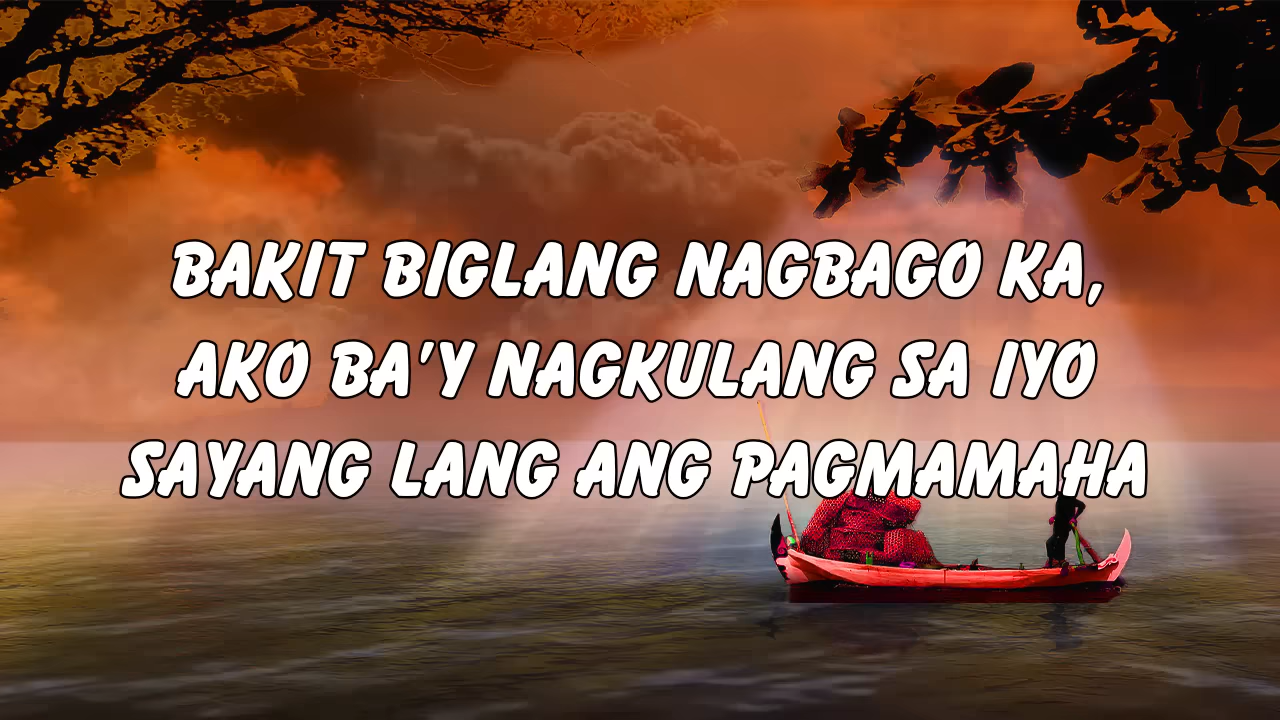 BAKIT BIGLANG NAGBAGO KA,
AKO BA'Y NAGKULANG SA IYO
SAYANG LANG ANG PAGMAMAHA